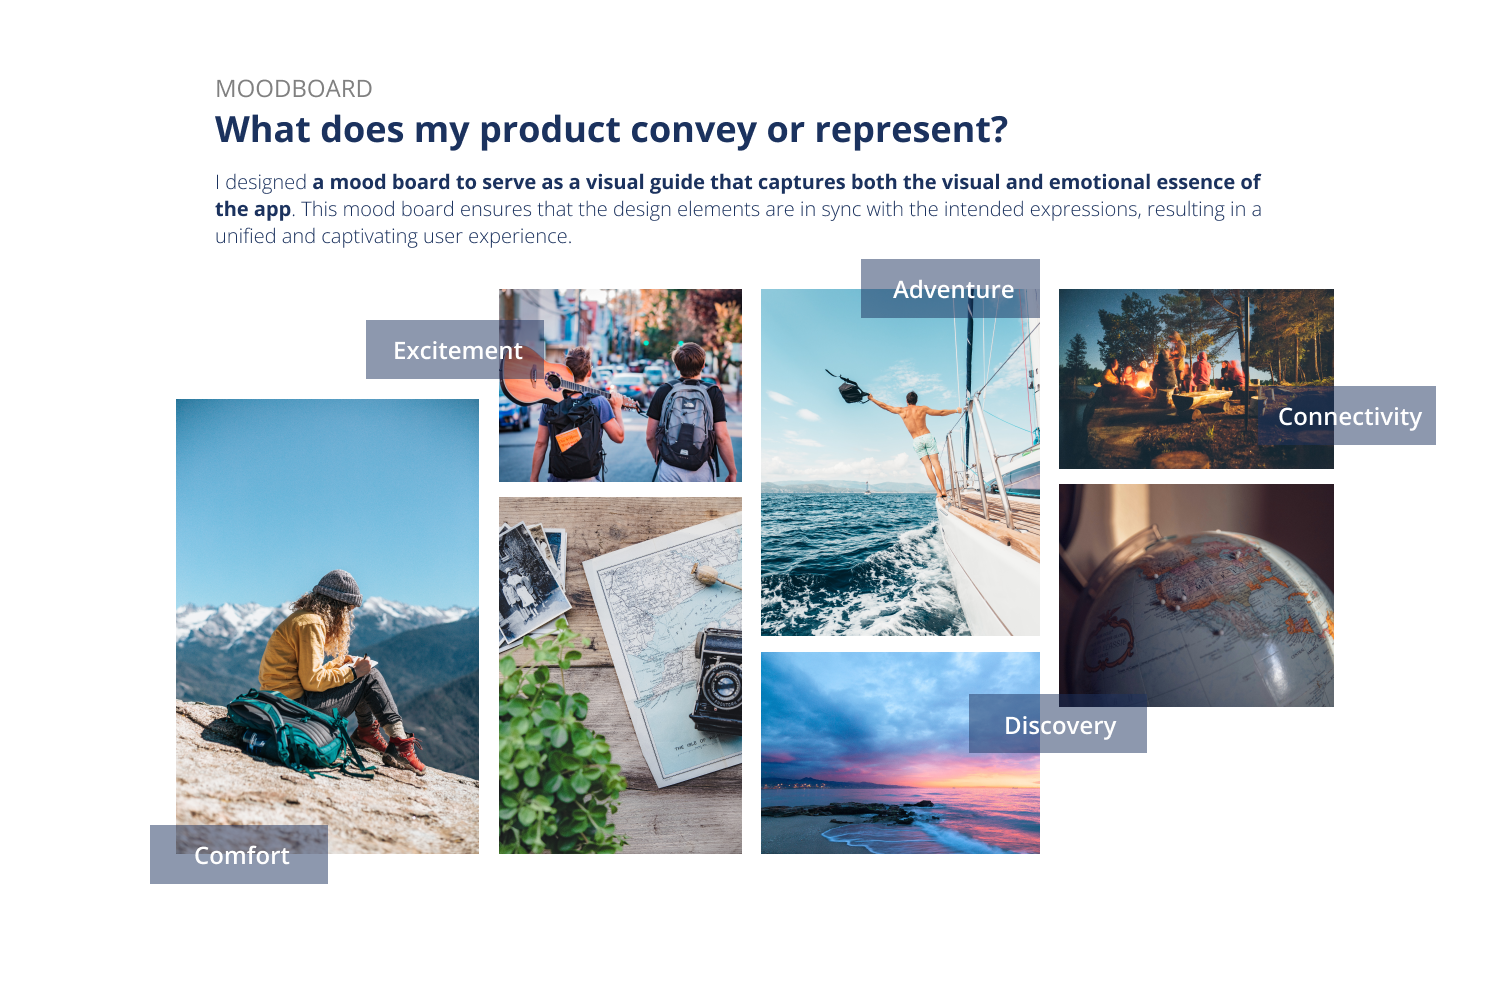 MOODBOARD
What does my product convey or represent?
I designed a mood board to serve as a visual guide that captures both the visual and emotional essence of
the app. This mood board ensures that the design elements are in sync with the intended expressions, resulting in a
unified and captivating user experience.
Adventure
Excitement
Connectivity
Discovery
Comfort